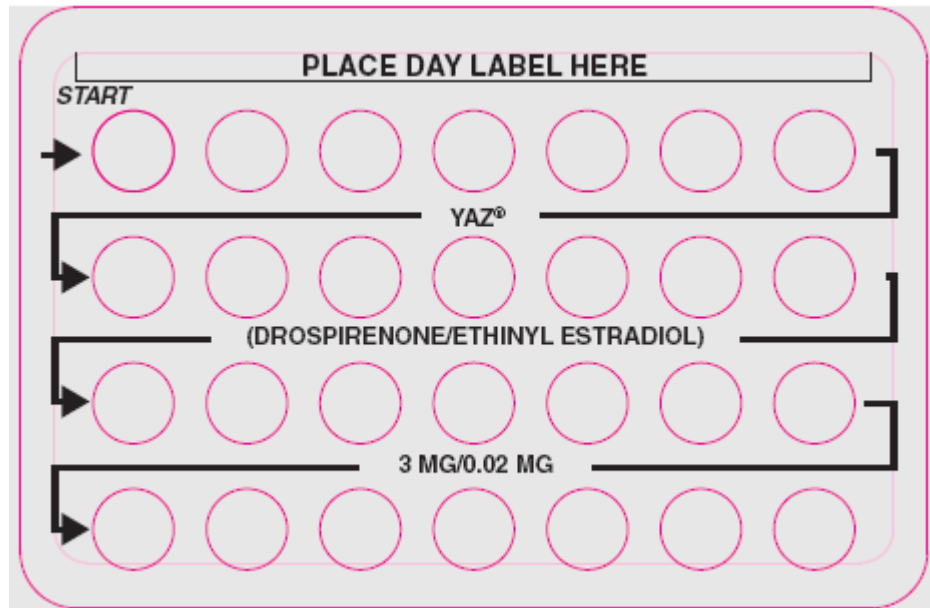 PLACE DAY LABEL HERE
START
YAZ®
(DROSPIRENONE/ETHINYL ESTRADIOL)
3 MG/0.02 MG